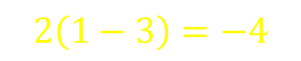 2(1 − 3) = −4